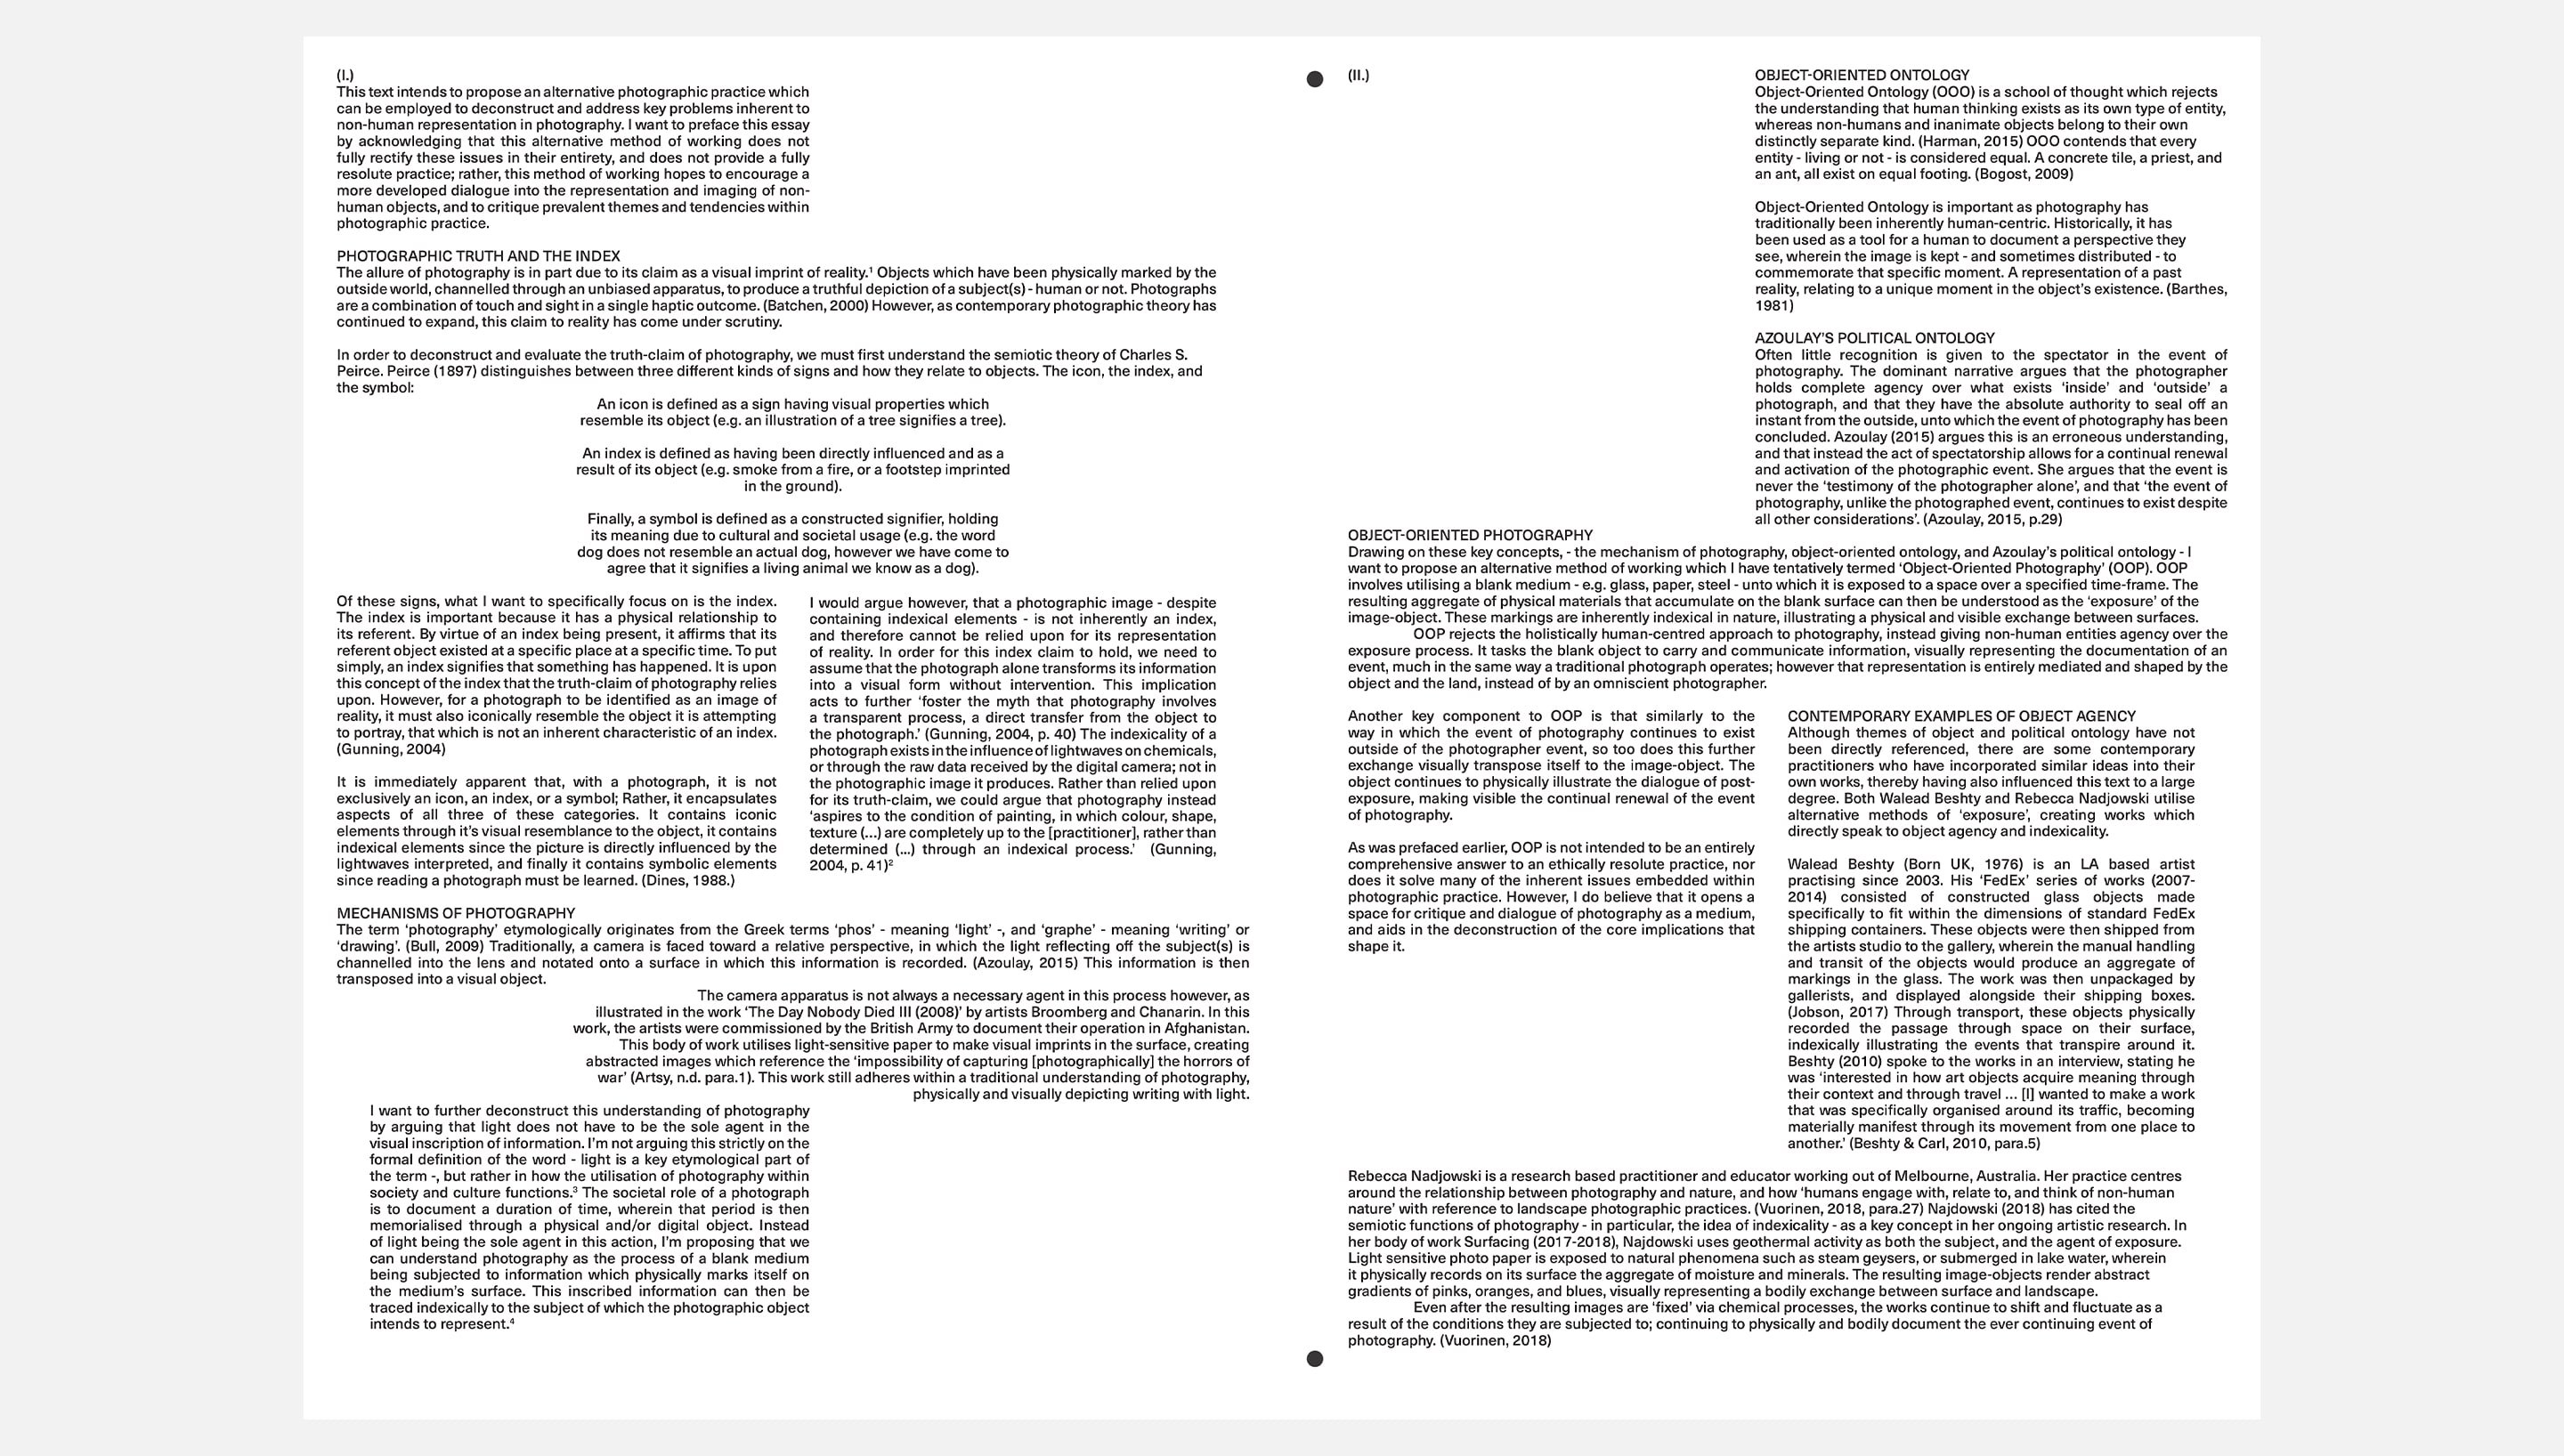 (I.)
This text intends to propose an alternative photographic practice which
can be employed to deconstruct and address key problems inherent to
non-human representation in photography. I want to preface this essay
by acknowledging that this alternative method of working does not
fully rectify these issues in their entirety, and does not provide a fully
resolute practice; rather, this method of working hopes to encourage a
more developed dialogue into the representation and imaging of non-
human objects, and to critique prevalent themes and tendencies within
photographic practice.
PHOTOGRAPHIC TRUTH AND THE INDEX
The allure of photography is in part due to its claim as a visual imprint of reality.¹ Objects which have been physically marked by the
outside world, channelled through an unbiased apparatus, to produce a truthful depiction of a subject(s) - human or not. Photographs
are a combination of touch and sight in a single haptic outcome. (Batchen, 2000) However, as contemporary photographic theory has
continued to expand, this claim to reality has come under scrutiny.
In order to deconstruct and evaluate the truth-claim of photography, we must first understand the semiotic theory of Charles S.
Peirce. Peirce (1897) distinguishes between three different kinds of signs and how they relate to objects. The icon, the index, and
the symbol:
An icon is defined as a sign having visual properties which
resemble its object (e.g. an illustration of a tree signifies a tree).
An index is defined as having been directly influenced and as a
result of its object (e.g. smoke from a fire, or a footstep imprinted
in the ground).
Finally, a symbol is defined as a constructed signifier, holding
its meaning due to cultural and societal usage (e.g. the word
dog does not resemble an actual dog, however we have come to
agree that it signifies a living animal we know as a dog).
Of these signs, what I want to specifically focus on is the index.
The index is important because it has a physical relationship to
its referent. By virtue of an index being present, it affirms that its
referent object existed at a specific place at a specific time. To put
simply, an index signifies that something has happened. It is upon
this concept of the index that the truth-claim of photography relies
upon. However, for a photograph to be identified as an image of
reality, it must also iconically resemble the object it is attempting
to portray, that which is not an inherent characteristic of an index.
(Gunning, 2004)
It is immediately apparent that, with a photograph, it is not
exclusively an icon, an index, or a symbol; Rather, it encapsulates
aspects of all three of these categories. It contains iconic
elements through it's visual resemblance to the object, it contains
indexical elements since the picture is directly influenced by the
lightwaves interpreted, and finally it contains symbolic elements
since reading a photograph must be learned. (Dines, 1988.)
I would argue however, that a photographic image - despite
containing indexical elements - is not inherently an index,
and therefore cannot be relied upon for its representation
of reality. In order for this index claim to hold, we need to
assume that the photograph alone transforms its information
into a visual form without intervention. This implication
acts to further ‘foster the myth that photography involves
a transparent process, a direct transfer from the object to
the photograph.’ (Gunning, 2004, p. 40) The indexicality of a
photograph exists in the influence of lightwaves on chemicals,
or through the raw data received by the digital camera; not in
the photographic image it produces. Rather than relied upon
for its truth-claim, we could argue that photography instead
‘aspires to the condition of painting, in which colour, shape,
texture (...) are completely up to the [practitioner], rather than
determined (...) through an indexical process.’ (Gunning,
2004, p. 41)²
MECHANISMS OF PHOTOGRAPHY
The term ‘photography’ etymologically originates from the Greek terms ‘phos’ - meaning ‘light’ -, and ‘graphe’ - meaning ‘writing’ or
‘drawing’. (Bull, 2009) Traditionally, a camera is faced toward a relative perspective, in which the light reflecting off the subject(s) is
channelled into the lens and notated onto a surface in which this information is recorded. (Azoulay, 2015) This information is then
transposed into a visual object.
The camera apparatus is not always a necessary agent in this process however, as
illustrated in the work ‘The Day Nobody Died III (2008)’ by artists Broomberg and Chanarin. In this
work, the artists were commissioned by the British Army to document their operation in Afghanistan.
This body of work utilises light-sensitive paper to make visual imprints in the surface, creating
abstracted images which reference the ‘impossibility of capturing [photographically] the horrors of
war’ (Artsy, n.d. para.1). This work still adheres within a traditional understanding of photography,
physically and visually depicting writing with light.
I want to further deconstruct this understanding of photography
by arguing that light does not have to be the sole agent in the
visual inscription of information. I'm not arguing this strictly on the
formal definition of the word - light is a key etymological part of
the term -, but rather in how the utilisation of photography within
society and culture functions.³ The societal role of a photograph
is to document a duration of time, wherein that period is then
memorialised through a physical and/or digital object. Instead
of light being the sole agent in this action, I'm proposing that we
can understand photography as the process of a blank medium
being subjected to information which physically marks itself on
the medium's surface. This inscribed information can then be
traced indexically to the subject of which the photographic object
intends to represent.⁴
(II.)
OBJECT-ORIENTED ONTOLOGY
Object-Oriented Ontology (OOO) is a school of thought which rejects
the understanding that human thinking exists as its own type of entity,
whereas non-humans and inanimate objects belong to their own
distinctly separate kind. (Harman, 2015) OOO contends that every
entity - living or not - is considered equal. A concrete tile, a priest, and
an ant, all exist on equal footing. (Bogost, 2009)
Object-Oriented Ontology is important as photography has
traditionally been inherently human-centric. Historically, it has
been used as a tool for a human to document a perspective they
see, wherein the image is kept - and sometimes distributed - to
commemorate that specific moment. A representation of a past
reality, relating to a unique moment in the object's existence. (Barthes,
1981)
AZOULAY'S POLITICAL ONTOLOGY
Often little recognition is given to the spectator in the event of
photography. The dominant narrative argues that the photographer
holds complete agency over what exists ‘inside’ and ‘outside’ a
photograph, and that they have the absolute authority to seal off an
instant from the outside, unto which the event of photography has been
concluded. Azoulay (2015) argues this is an erroneous understanding,
and that instead the act of spectatorship allows for a continual renewal
and activation of the photographic event. She argues that the event is
never the ‘testimony of the photographer alone’, and that ‘the event of
photography, unlike the photographed event, continues to exist despite
all other considerations’. (Azoulay, 2015, p.29)
OBJECT-ORIENTED PHOTOGRAPHY
Drawing on these key concepts, - the mechanism of photography, object-oriented ontology, and Azoulay's political ontology - I
want to propose an alternative method of working which I have tentatively termed ‘Object-Oriented Photography’ (OOP). OOP
involves utilising a blank medium - e.g. glass, paper, steel - unto which it is exposed to a space over a specified time-frame. The
resulting aggregate of physical materials that accumulate on the blank surface can then be understood as the ‘exposure’ of the
image-object. These markings are inherently indexical in nature, illustrating a physical and visible exchange between surfaces.
OOP rejects the holistically human-centred approach to photography, instead giving non-human entities agency over the
exposure process. It tasks the blank object to carry and communicate information, visually representing the documentation of an
event, much in the same way a traditional photograph operates; however that representation is entirely mediated and shaped by the
object and the land, instead of by an omniscient photographer.
Another key component to OOP is that similarly to the
way in which the event of photography continues to exist
outside of the photographer event, so too does this further
exchange visually transpose itself to the image-object. The
object continues to physically illustrate the dialogue of post-
exposure, making visible the continual renewal of the event
of photography.
As was prefaced earlier, OOP is not intended to be an entirely
comprehensive answer to an ethically resolute practice, nor
does it solve many of the inherent issues embedded within
photographic practice. However, I do believe that it opens a
space for critique and dialogue of photography as a medium,
and aids in the deconstruction of the core implications that
shape it.
CONTEMPORARY EXAMPLES OF OBJECT AGENCY
Although themes of object and political ontology have not
been directly referenced, there are some contemporary
practitioners who have incorporated similar ideas into their
own works, thereby having also influenced this text to a large
degree. Both Walead Beshty and Rebecca Nadjowski utilise
alternative methods of ‘exposure’, creating works which
directly speak to object agency and indexicality.
Walead Beshty (Born UK, 1976) is an LA based artist
practising since 2003. His ‘FedEx’ series of works (2007-
2014) consisted of constructed glass objects made
specifically to fit within the dimensions of standard FedEx
shipping containers. These objects were then shipped from
the artists studio to the gallery, wherein the manual handling
and transit of the objects would produce an aggregate of
markings in the glass. The work was then unpackaged by
gallerists, and displayed alongside their shipping boxes.
(Jobson, 2017) Through transport, these objects physically
recorded the passage through space on their surface,
indexically illustrating the events that transpire around it.
Beshty (2010) spoke to the works in an interview, stating he
was ‘interested in how art objects acquire meaning through
their context and through travel ... [I] wanted to make a work
that was specifically organised around its traffic, becoming
materially manifest through its movement from one place to
another.’ (Beshty & Carl, 2010, para.5)
Rebecca Nadjowski is a research based practitioner and educator working out of Melbourne, Australia. Her practice centres
around the relationship between photography and nature, and how ‘humans engage with, relate to, and think of non-human
nature’ with reference to landscape photographic practices. (Vuorinen, 2018, para.27) Najdowski (2018) has cited the
semiotic functions of photography - in particular, the idea of indexicality - as a key concept in her ongoing artistic research. In
her body of work Surfacing (2017-2018), Najdowski uses geothermal activity as both the subject, and the agent of exposure.
Light sensitive photo paper is exposed to natural phenomena such as steam geysers, or submerged in lake water, wherein
it physically records on its surface the aggregate of moisture and minerals. The resulting image-objects render abstract
gradients of pinks, oranges, and blues, visually representing a bodily exchange between surface and landscape.
Even after the resulting images are ‘fixed’ via chemical processes, the works continue to shift and fluctuate as a
result of the conditions they are subjected to; continuing to physically and bodily document the ever continuing event of
photography. (Vuorinen, 2018)